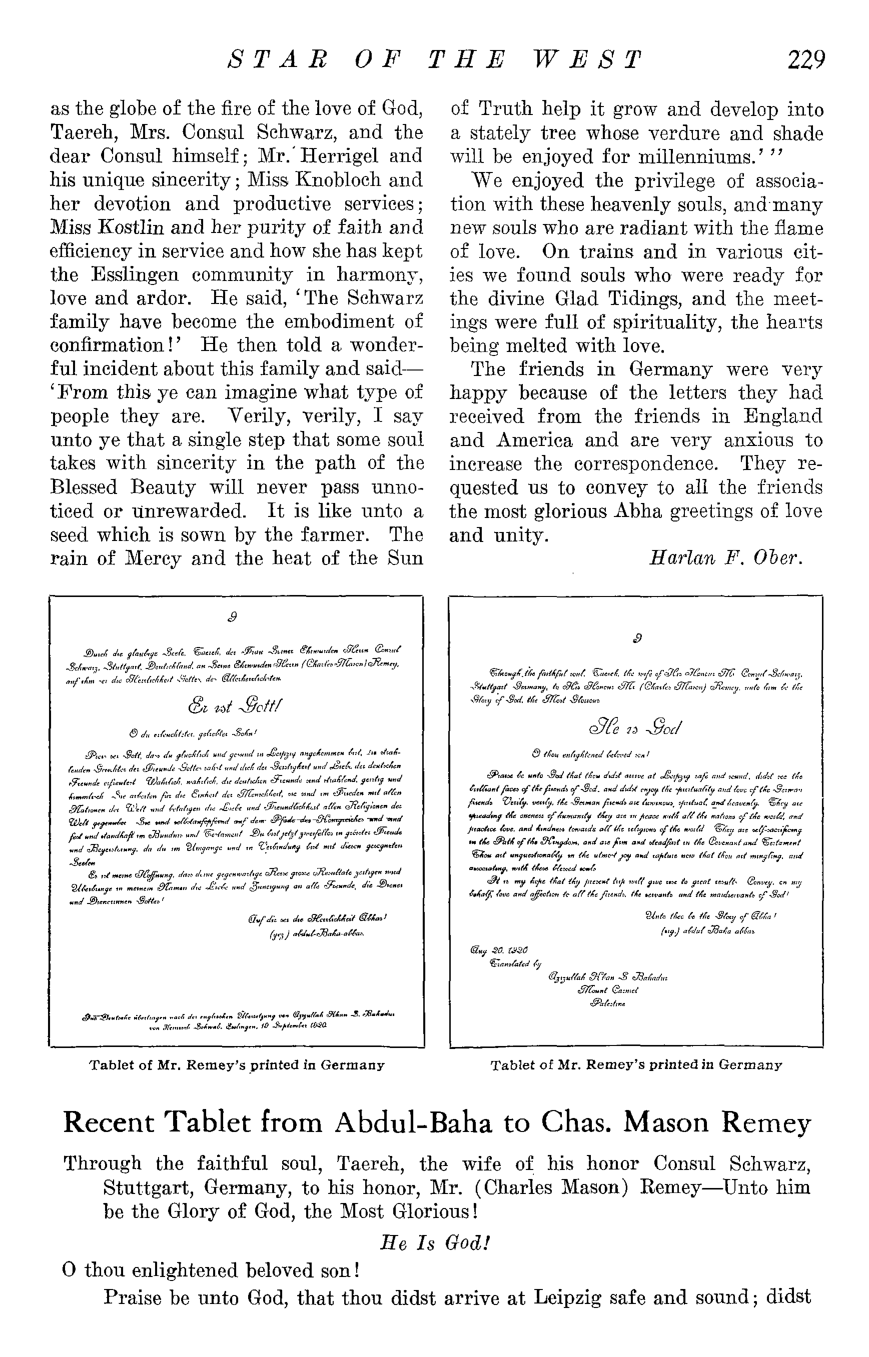 STAR OF THE WEST 229
as the globe of the fire of the love of God,
Taereh, Mrs. Consul Schwarz, and the
dear Consul himself; Mr. Herrigel and
his unique sincerity; Miss Knobloch and
her devotion and productive services;
Miss Kostlin and her purity of faith and
efficiency in service and how she has kept
the Esslingen community in harmony,
love and ardor. He said, ‘The Schwarz
family have become the embodiment of
confirmation!’ He then told a wonder-
ful incident about this family and said—
‘From this ye can imagine what type of
people they are. Verily, verily, I say
unto ye that a single step that some soul
takes with sincerity in the path of the
Blessed Beauty will never pass unno-
ticed or unrewarded. It is like unto a
seed which is sown by the farmer. The
rain of Mercy and the heat of the Sun
of Truth help it grow and develop into
a stately tree whose verdure and shade
will be enjoyed for millenniums.’ ”
We enjoyed the privilege of associa-
tion with these heavenly souls, and many
new souls who are radiant with the flame
of love. On trains and in various cit-
ies we found souls who were ready for
the divine Glad Tidings, and the meet-
ings were full of spirituality, the hearts
being melted with love.
The friends in Germany were very
happy because of the letters they had
received from the friends in England
and America and are very anxious to
increase the correspondence. They re-
quested us to convey to all the friends
the most glorious Abha greetings of love
and unity.
Harlan F. Ober.
9
Durch die glaubige Seele, Taereh, der Frau Seiner Ehrwürden Herrn Consul
Schwarz, Stuttgart, Deutschland, an Seine Ehrwürden Herrn (Charles Mason) Remey,
auf ihm sei die Herrlichkeit Gottes, der Allerherrlichsten.
Er ist Gott!
O du erleuchteter, geliebter Sohn!
Preis sei Gott, dass du glücklich und gesund in Leipzig angekommen bist, die strah-
lenden Gesichter der Freunde Gottes sahst und dich der Geistigkeit und Liebe der deutschen
Freunde erfreutest. Wahrlich, wahrlich, die deutschen Freunde sind strahlend, geistig und
himmlisch. Sie arbeiten für die Einheit der Menschheit, sie sind im Frieden mit allen
Nationen der Welt und betätigen die Liebe und Freundlichkeit allen Religionen der
Welt gegenüber. Sie sind selbstaufopfernd auf dem Pfade des Königreiches und sind
fest und standhaft im Bündnis und Testament. Du bist jetzt zweifellos in grösster Freude
und Begeisterung, da du im Umgange und in Verbindung bist mit diesen gesegneten
Seelen.
Es ist meine Hoffnung, dass deine gegenwärtige Reise grosse Resultate zeitigen wird.
Überbringe in meinem Namen die Liebe und Zuneigung an alle Freunde, die Diener
und Dienerinnen Gottes!
Auf dir sei die Herrlichkeit Abhas!
(gez.) abdul-Baha abbas.
Ins Deutsche übertragen nach der englischen Übersetzung von Azizullah Khan S. Bahadur
von Heinrich Schwab, Esslingen, 10 September 1920.
Tablet of Mr. Remey's printed in Germany
9
Through the faithful soul, Taereh, the wife of His Honour Mr. Consul Schwarz,
Stuttgart Germany, to His Honour Mr. (Charles Mason) Remey, unto him be the
Glory of God, the Most Glorious
He is God
O thou enlightened beloved son!
Praise be unto God that thou didst arrive at Leipzig safe and sound, didst see the
brilliant faces of the friends of God, and didst enjoy the spirituality and love of the German
friends. Verily, verily, the German friends are luminous, spiritual, and heavenly. They are
spreading the oneness of humanity they are in peace with all the nations of the world, and
practice love, and kindness towards all the religions of the world They are self-sacrificing
in the Path of the Kingdom, and are firm and steadfast in the Covenant and Testament
Thou art unquestionably in the utmost joy and rapture now that thou art mingling, and
associating, with these blessed souls
It is my hope that thy present trip will give rise to great results. Convey, on my
behalf, love and affection to all the friends, the servants and the maidservants of God!
Unto thee be the Glory of Abha!
(sig.) abdul Baha abbas
Aug 20. 1920
Translated by
Azizullah Khan S Bahadur
Mount Carmel
Palestine
Tablet of Mr. Remey's printed in Germany
Recent Tablet from Abdul-Baha to Chas. Mason Remey
Through the faithful soul, Taereh, the wife of his honor Consul Schwarz,
Stuttgart, Germany, to his honor, Mr. (Charles Mason) Remey—Unto him
be the Glory of God, the Most Glorious!
He Is God!
O thou enlightened beloved son!
Praise be unto God, that thou didst arrive at Leipzig safe and sound; didst